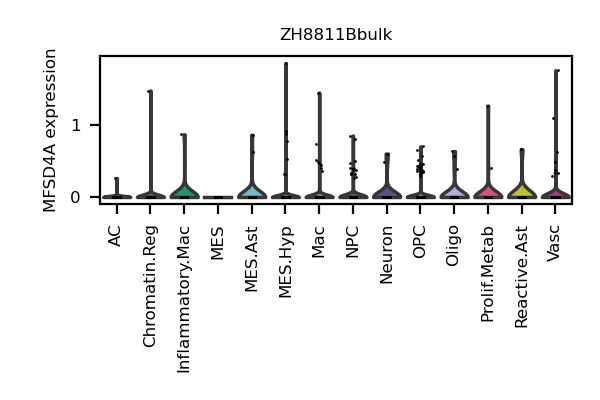 ZH8811Bbulk
MFSD4A expression
1
0
AC
Chromatin.Reg
Inflammatory.Mac
MES
MES.Ast
MES.Hyp
Mac
NPC
Neuron
OPC
Oligo
Prolif.Metab
Reactive.Ast
Vasc